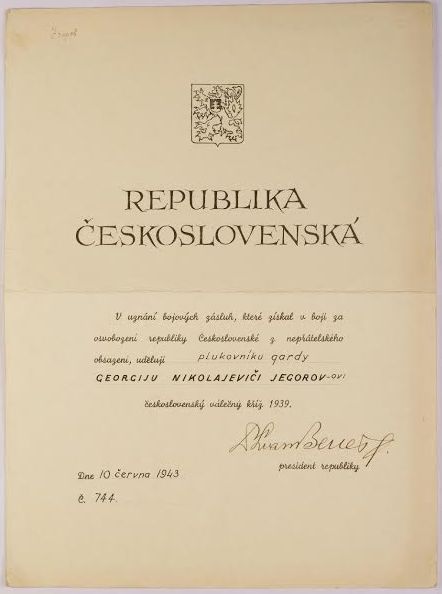 REPUBLIKA
ČESKOSLOVENSKÁ
V uznání bojových zásluh, které získal v boji za
osvobození republiky Československé z nepřátelského
obsazení, uděluji plukovníku gardy
GEORGIJU NIKOLAJEVIČI JEGOROV-OVI
československý válečný kříž 1939.
president republiky
Dne 10 června 1943
Č. 744